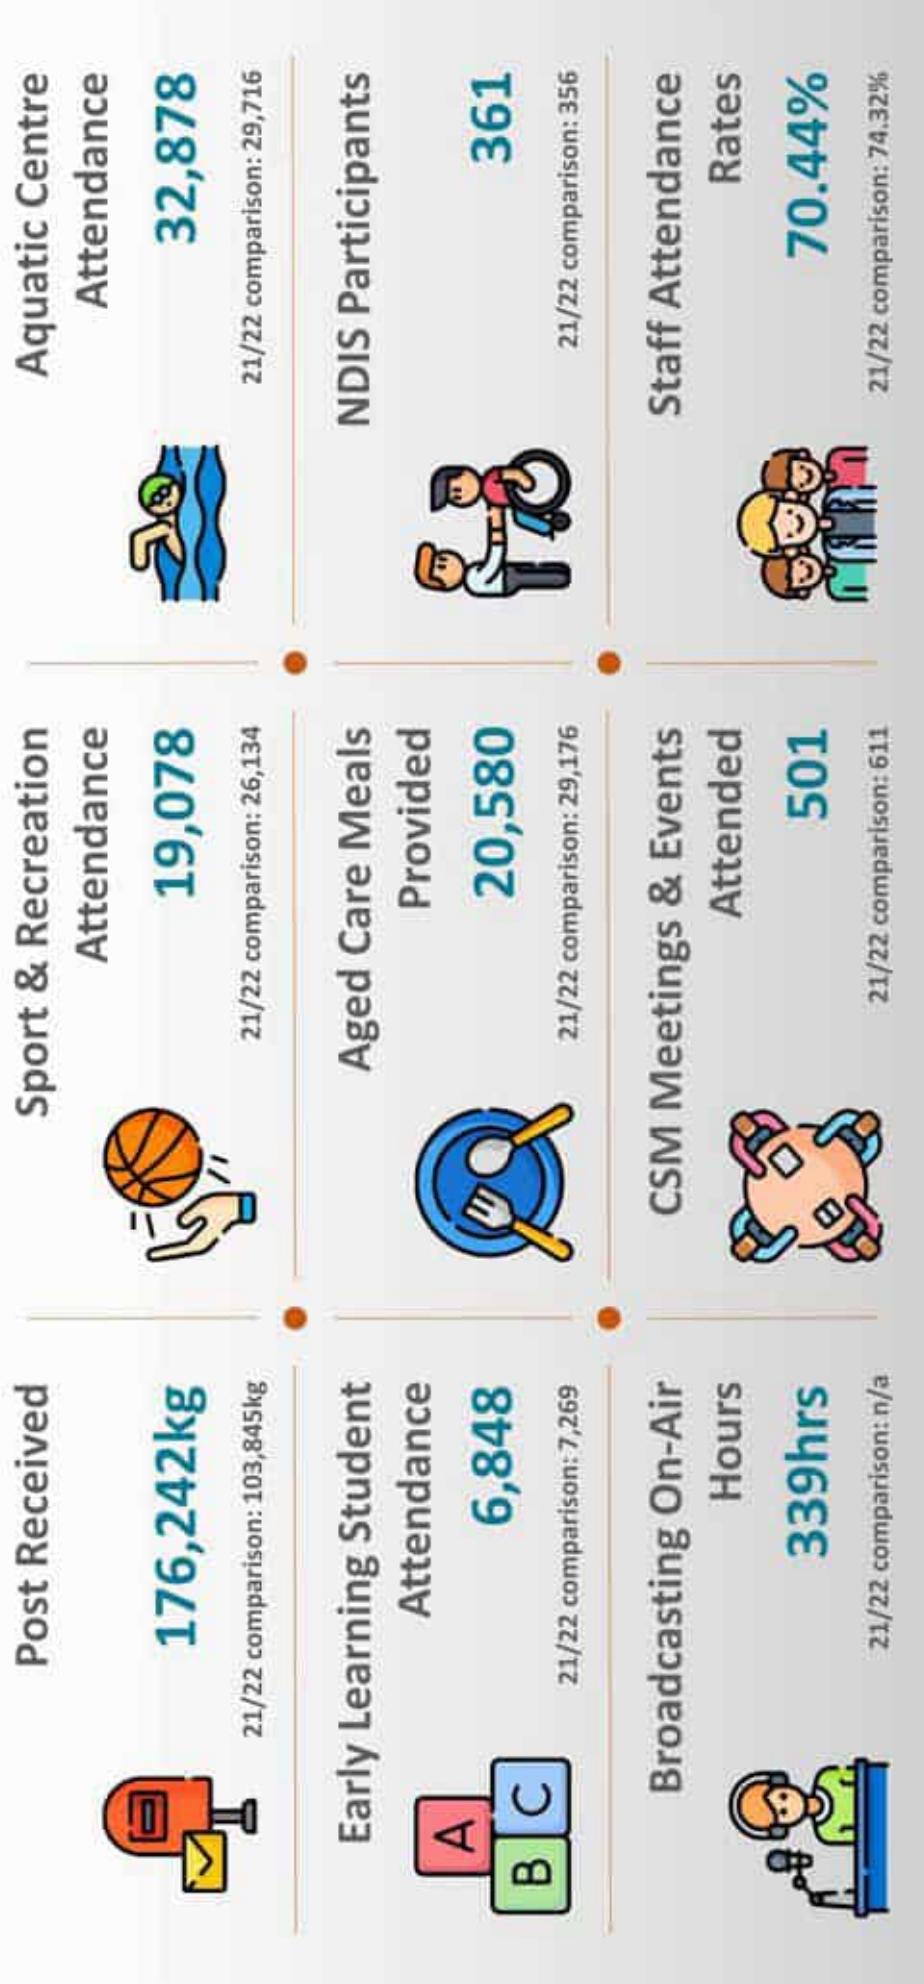 Post Received
176,242kg
21/22 comparison: 103,845kg
Sport & Recreation
Attendance
19,078
21/22 comparison: 26,134
Aquatic Centre
Attendance
32,878
21/22 comparison: 29,716
Early Learning Student
Attendance
6,848
21/22 comparison: 7,269
A
B
C
Aged Care Meals
Provided
20,580
21/22 comparison: 29,176
NDIS Participants
361
21/22 comparison: 356
Broadcasting On-Air
Hours
339hrs
21/22 comparison: n/a
CSM Meetings & Events
Attended
501
21/22 comparison: 611
Staff Attendance
Rates
70.44%
21/22 comparison: 74.32%